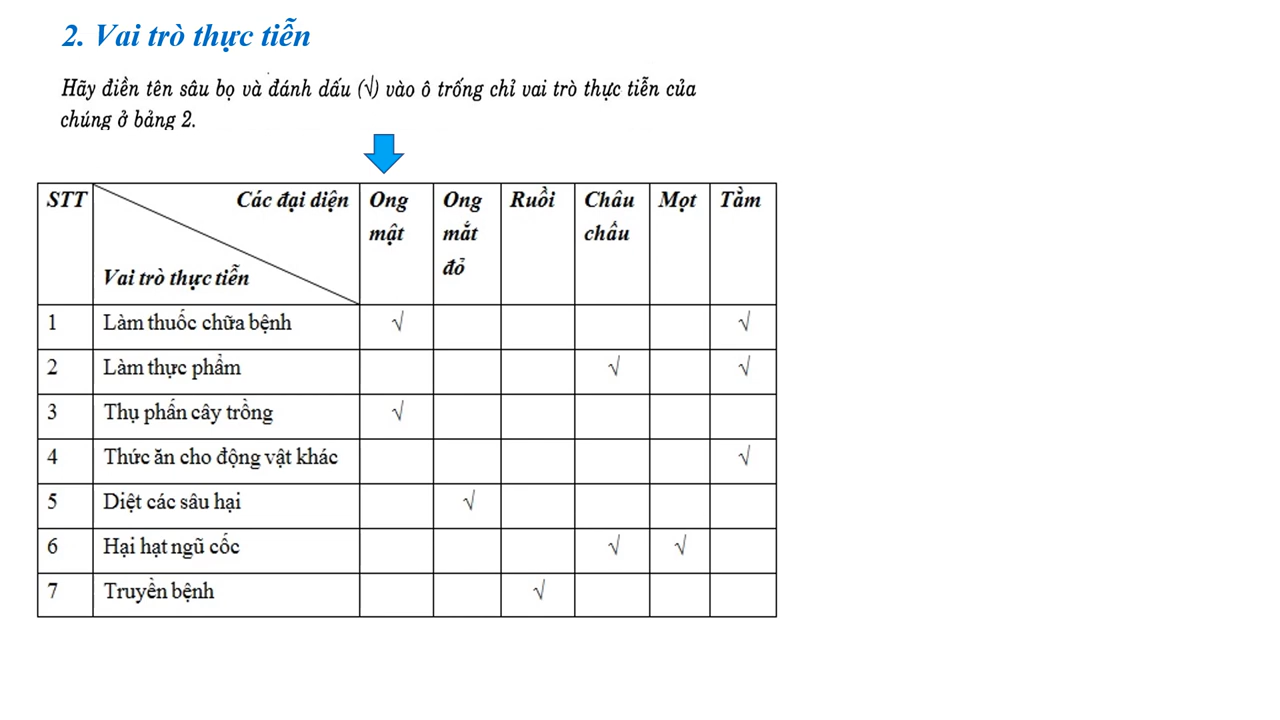 2. Vai trò thực tiễn
Hãy điền tên sâu bọ và đánh dấu (√) vào ô trống chỉ vai trò thực tiễn của
chúng ở bảng 2.
STT Các đại diện Ong Ong Ruồi Châu Mọt Tằm
mật mắt chấu
Vai trò thực tiễn đỏ
1 Làm thuốc chữa bệnh √ √
2 Làm thực phẩm √ √
3 Thụ phấn cây trồng √
4 Thức ăn cho động vật khác √
5 Diệt các sâu hại √
6 Hại hạt ngũ cốc √ √
7 Truyền bệnh √